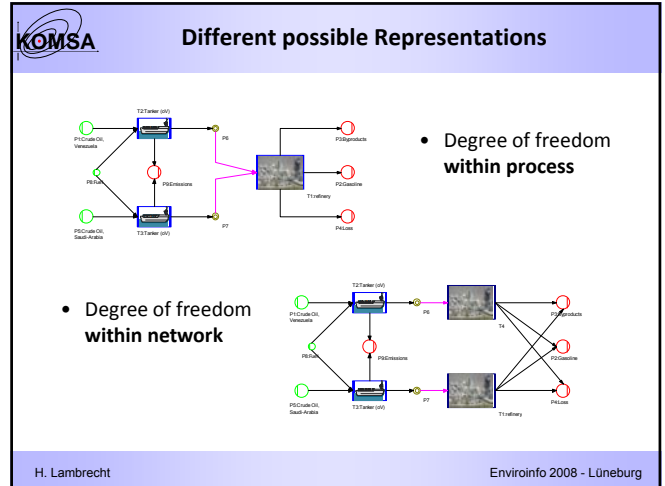 KOMSA
Different possible Representations
T2:Tanker (oV)
P1:Crude Oil,
Venezuela
P6
P3:Byproducts
P8:Fuel
P9:Emissions
P2:Gasoline
T1:refinery
P5:Crude Oil,
Saudi-Arabia
T3:Tanker (oV)
P7
P4:Loss
• Degree of freedom
within process
• Degree of freedom
within network
T2:Tanker (oV)
P1:Crude Oil,
Venezuela
P6
T4
P3:Byproducts
P8:Fuel
P9:Emissions
P2:Gasoline
P5:Crude Oil,
Saudi-Arabia
T3:Tanker (oV)
P7
T1:refinery
P4:Loss
H. Lambrecht
Enviroinfo 2008 - Lüneburg